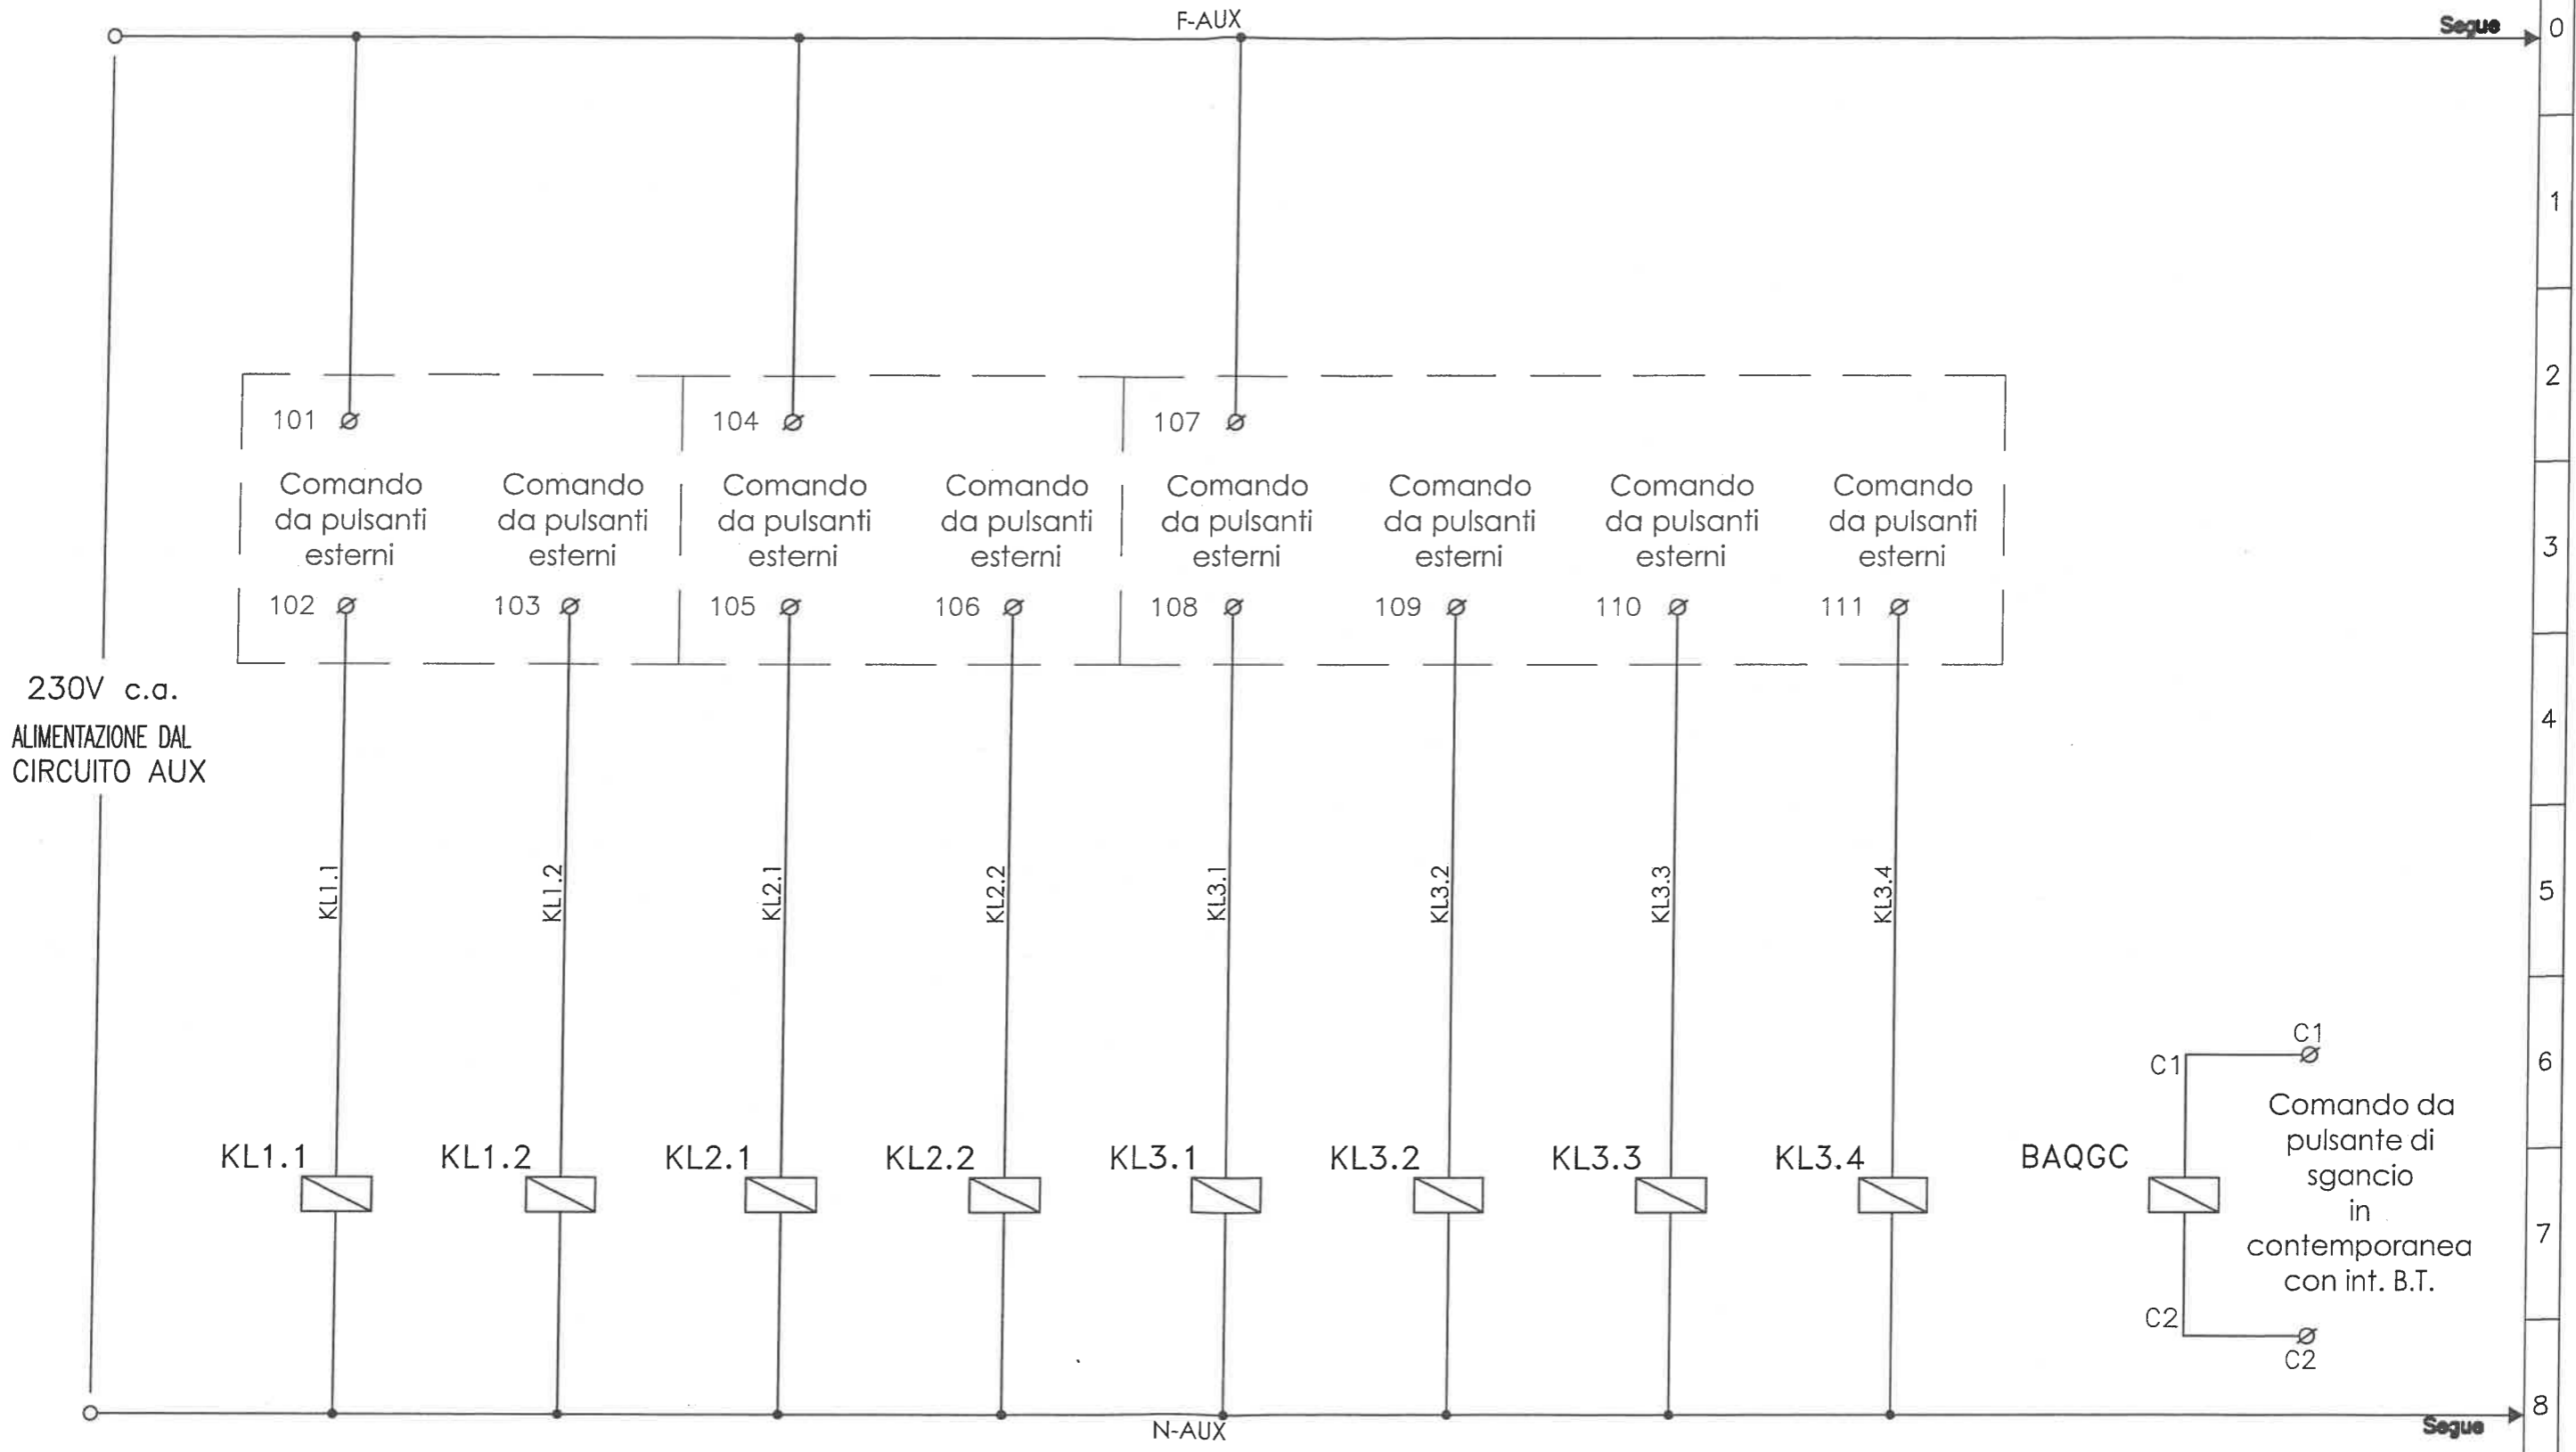 F-AUX
Segue
0
1
2
101
104
107
Comando
da pulsanti
esterni
Comando
da pulsanti
esterni
Comando
da pulsanti
esterni
Comando
da pulsanti
esterni
Comando
da pulsanti
esterni
Comando
da pulsanti
esterni
Comando
da pulsanti
esterni
Comando
da pulsanti
esterni
3
102
103
105
106
108
109
110
111
230V c.a.
ALIMENTAZIONE DAL
CIRCUITO AUX
4
KL1.1
KL1.2
KL2.1
KL2.2
KL3.1
KL3.2
KL3.3
KL3.4
5
C1
C1
6
KL1.1
KL1.2
KL2.1
KL2.2
KL3.1
KL3.2
KL3.3
KL3.4
BAQGC
Comando da
pulsante di
sgancio
in
contemporanea
con int. B.T.
7
C2
C2
8
N-AUX
Segue